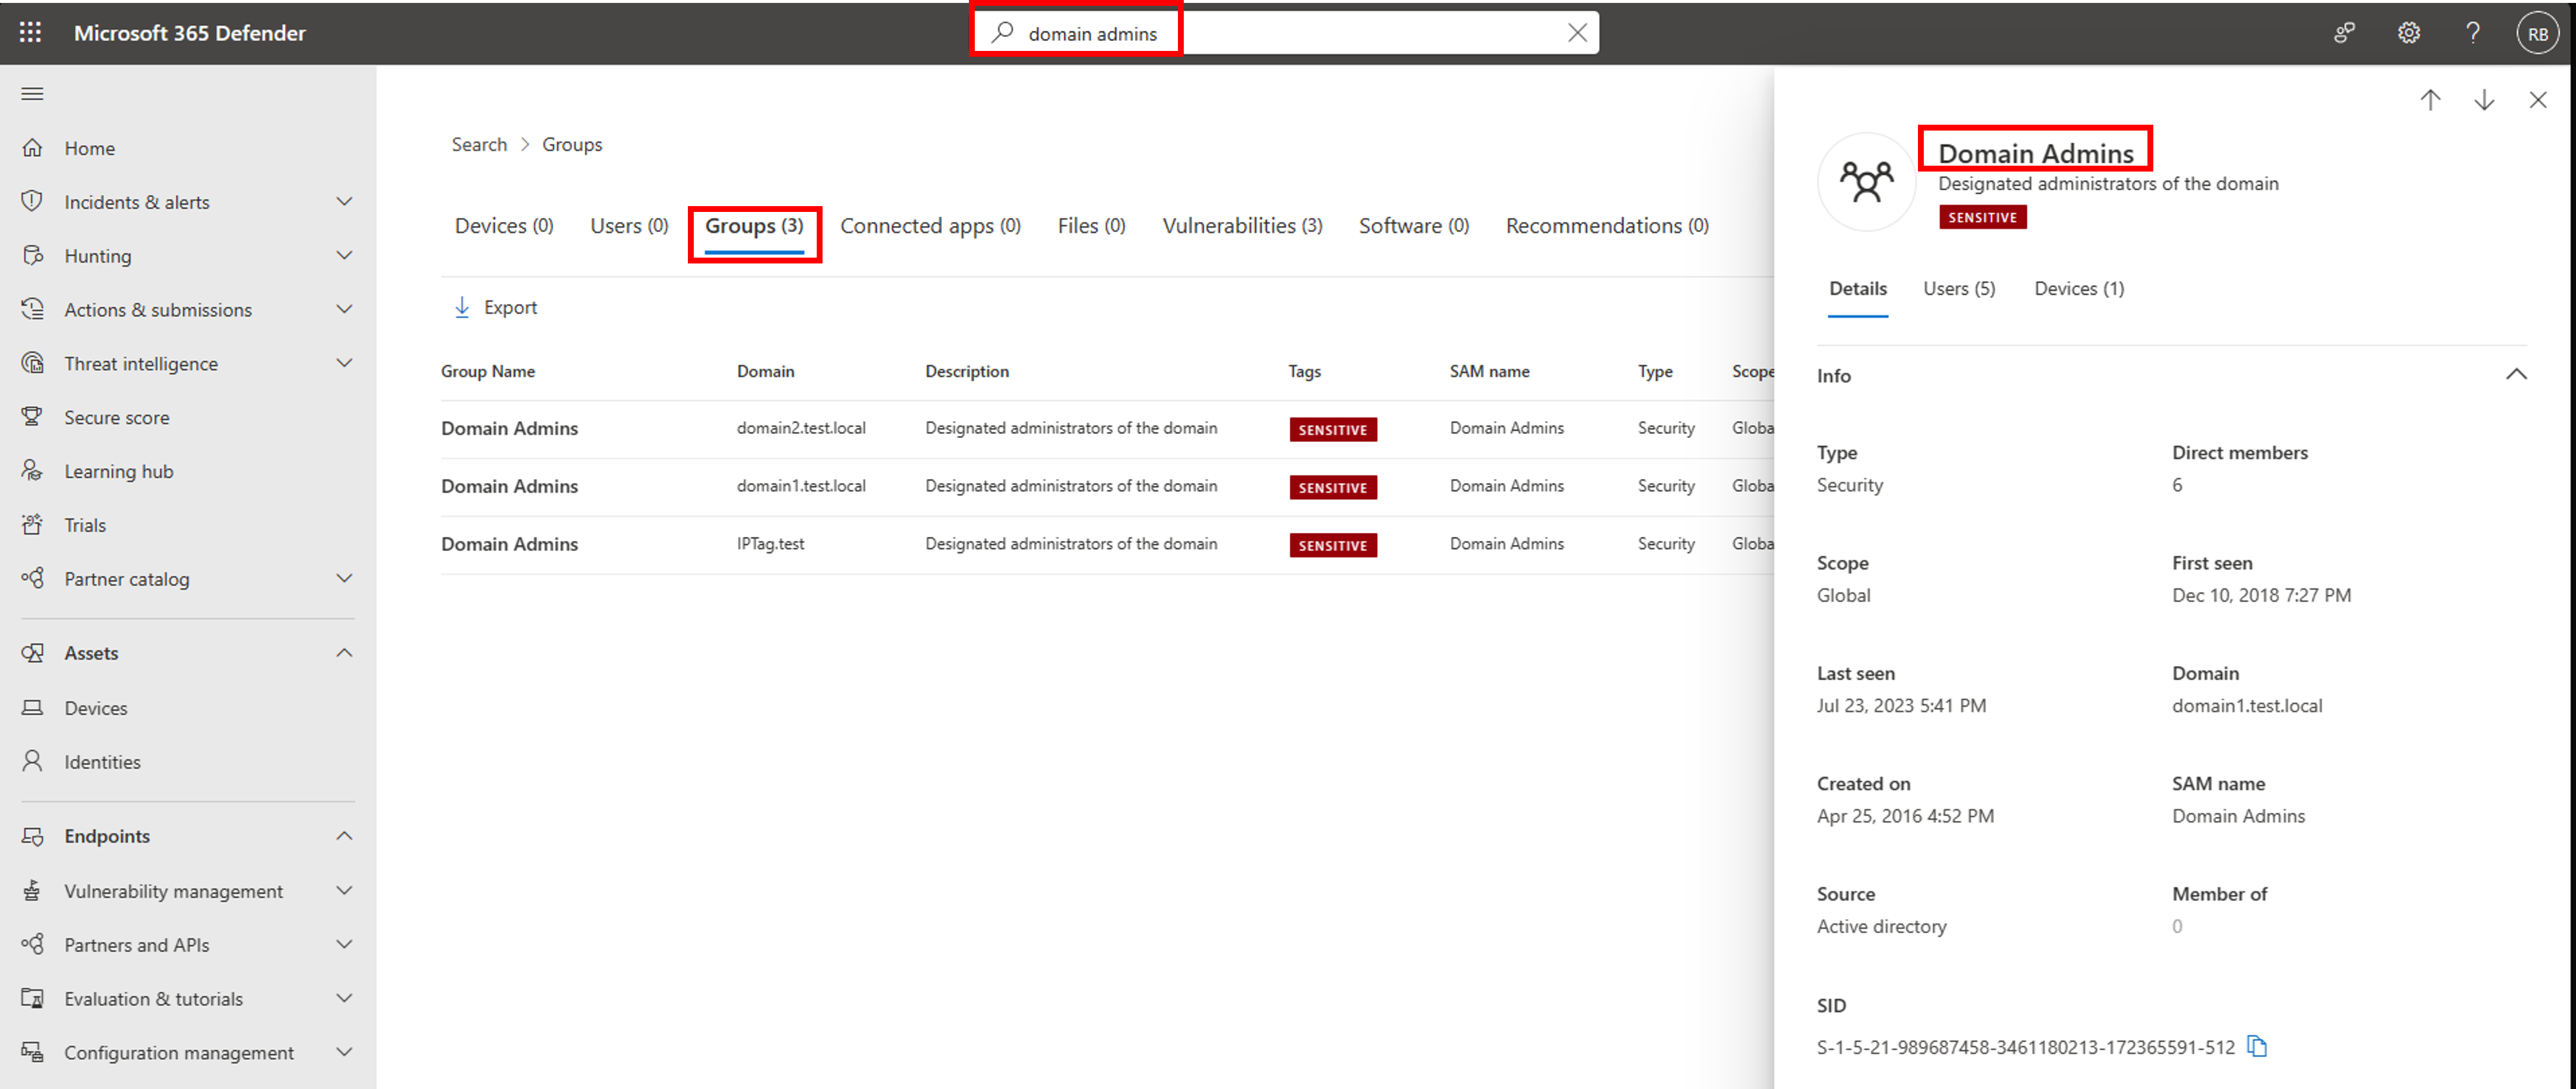 Microsoft 365 Defender
domain admins
RB
Home
Incidents & alerts
Hunting
Actions & submissions
Threat intelligence
Secure score
Learning hub
Trials
Partner catalog
Assets
Devices
Identities
Endpoints
Vulnerability management
Partners and APIs
Evaluation & tutorials
Configuration management
Search > Groups
Devices (0) Users (0) Groups (3) Connected apps (0) Files (0) Vulnerabilities (3) Software (0) Recommendations (0)
Export
Group Name Domain Description Tags SAM name Type Scope
Domain Admins domain2.test.local Designated administrators of the domain SENSITIVE Domain Admins Security Globa
Domain Admins domain1.test.local Designated administrators of the domain SENSITIVE Domain Admins Security Globa
Domain Admins IPTag.test Designated administrators of the domain SENSITIVE Domain Admins Security Globa
Domain Admins
Designated administrators of the domain
SENSITIVE
Details Users (5) Devices (1)
Info
Type Direct members
Security 6
Scope First seen
Global Dec 10, 2018 7:27 PM
Last seen Domain
Jul 23, 2023 5:41 PM domain1.test.local
Created on SAM name
Apr 25, 2016 4:52 PM Domain Admins
Source Member of
Active directory 0
SID
S-1-5-21-989687458-3461180213-172365591-512